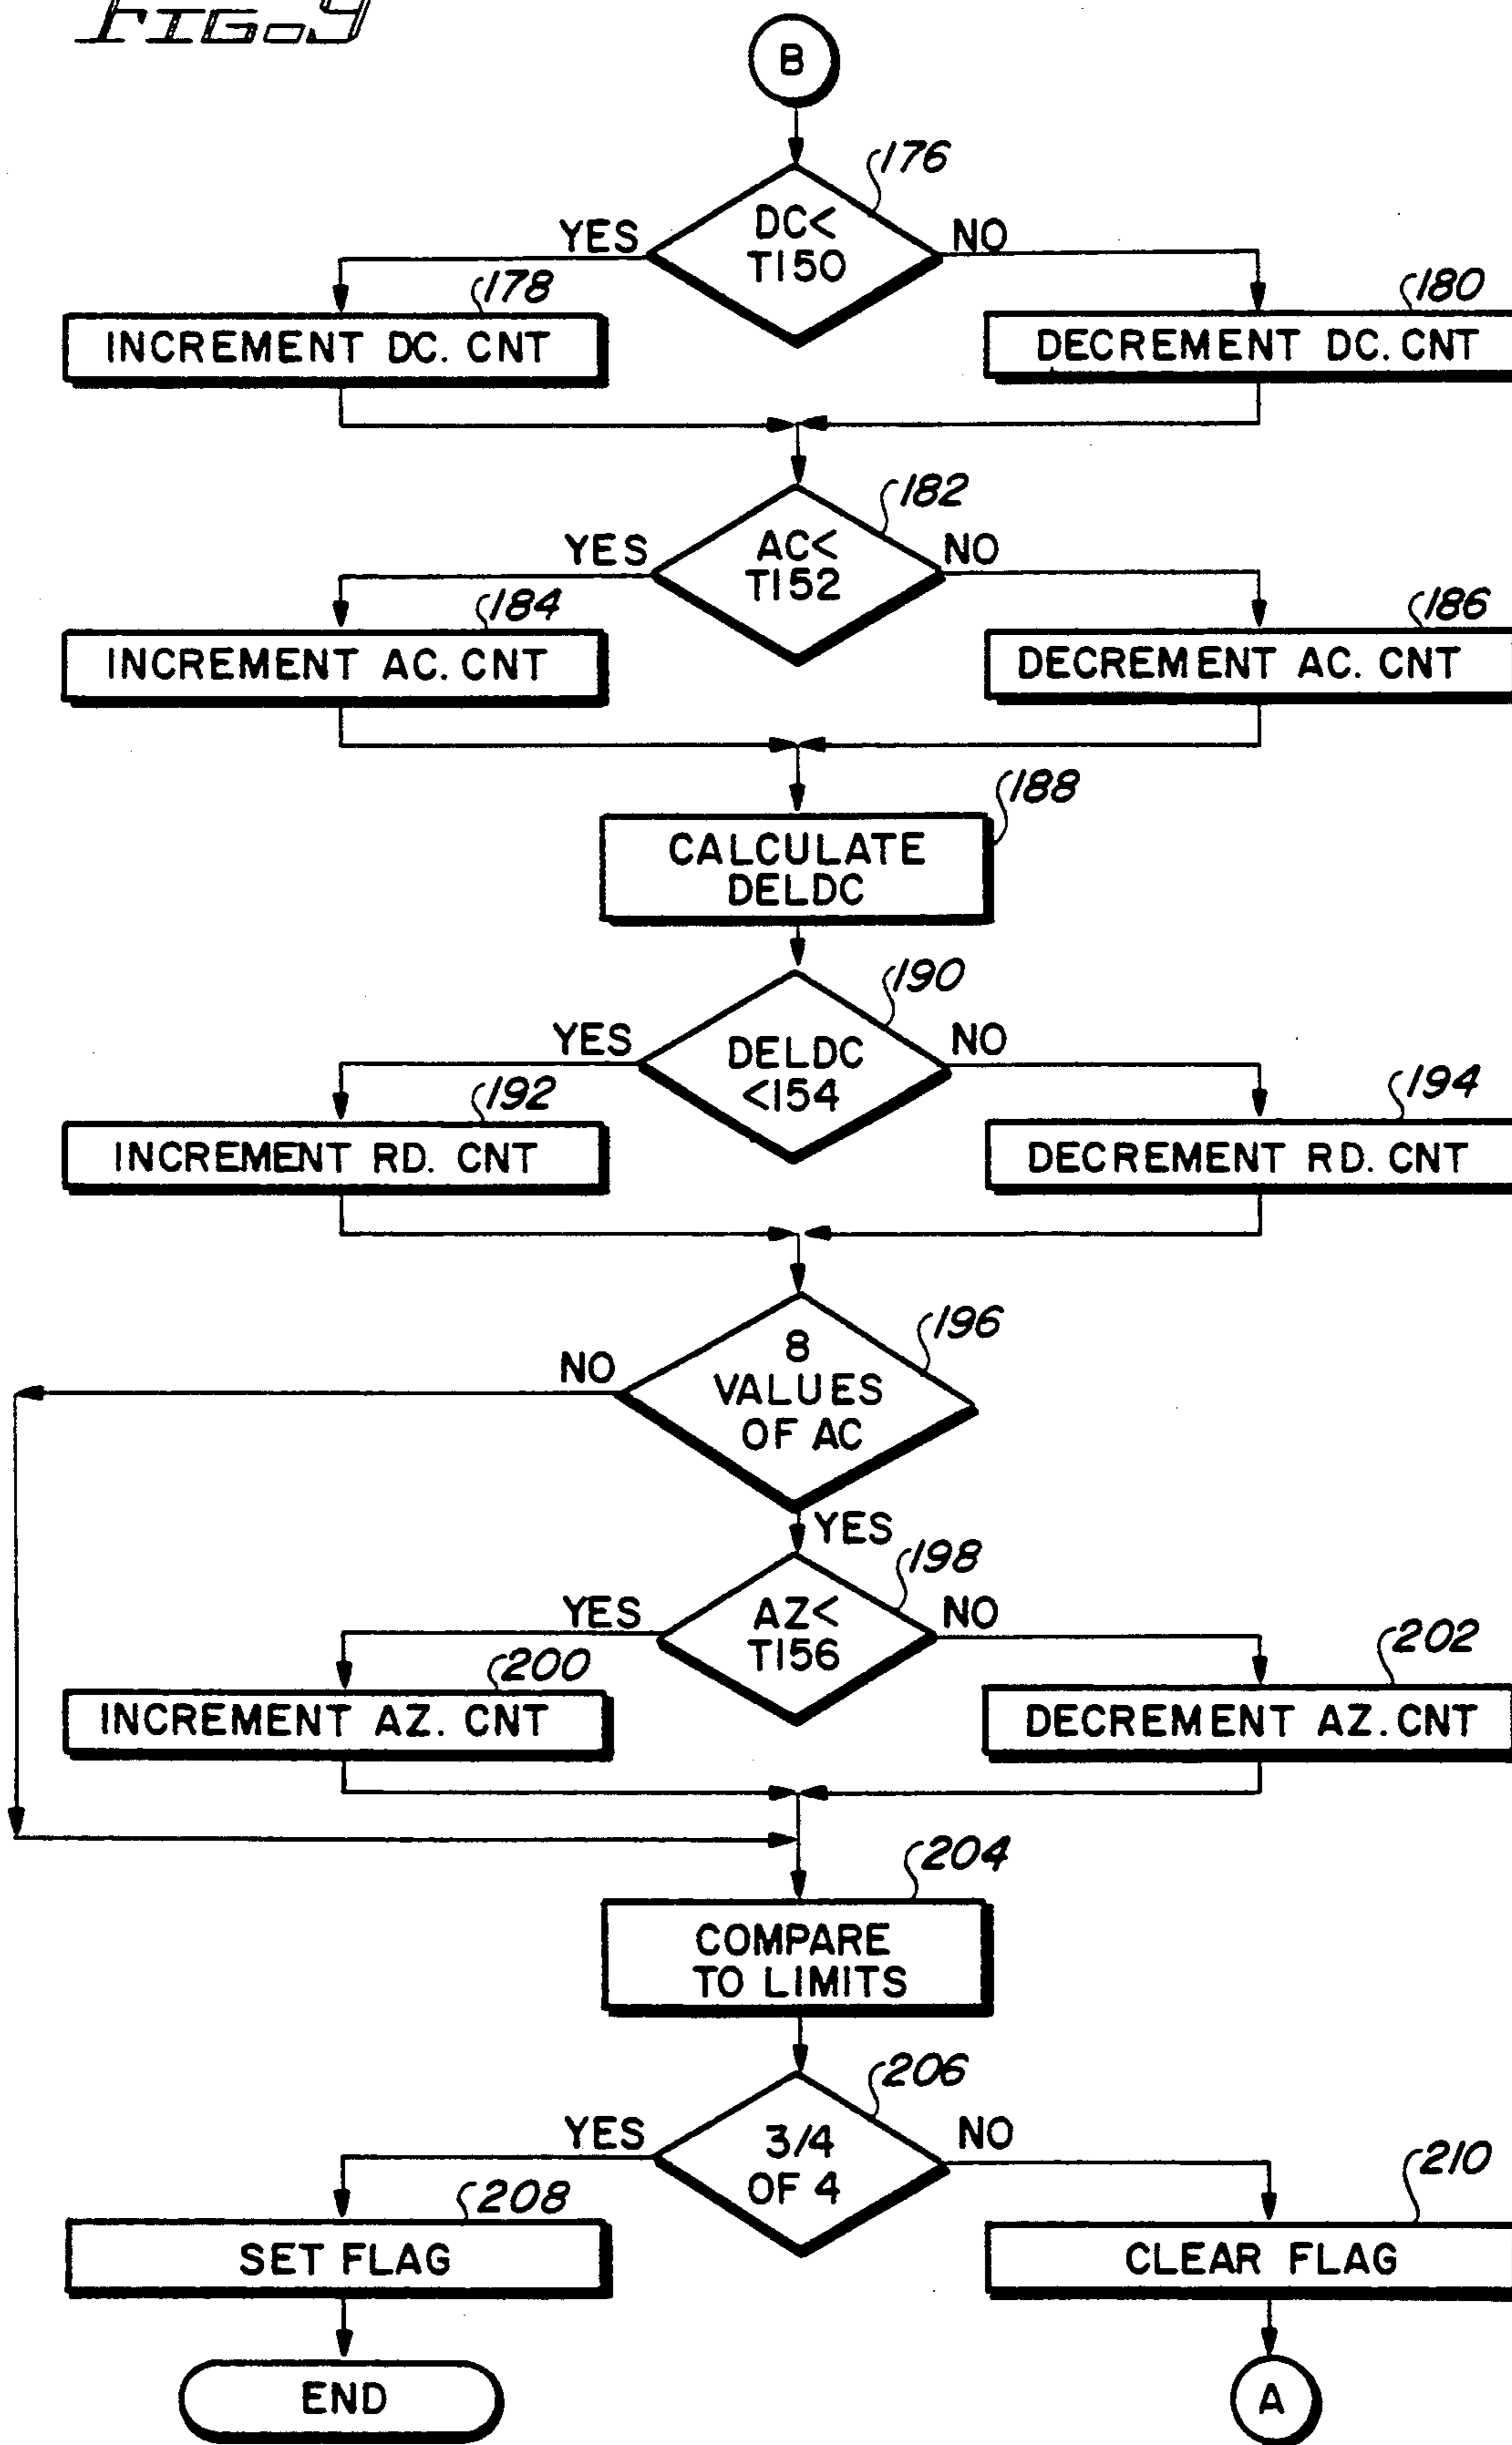 FIG. 9
B
176
DC<
T150
YES
NO
178
INCREMENT DC. CNT
180
DECREMENT DC. CNT
182
AC<
T152
YES
NO
184
INCREMENT AC. CNT
186
DECREMENT AC. CNT
188
CALCULATE
DELDC
190
DELDC
<154
YES
NO
192
INCREMENT RD. CNT
194
DECREMENT RD. CNT
196
8
VALUES
OF AC
NO
YES
198
AZ<
T156
YES
NO
200
INCREMENT AZ. CNT
202
DECREMENT AZ. CNT
204
COMPARE
TO LIMITS
206
3/4
OF 4
YES
NO
208
SET FLAG
210
CLEAR FLAG
END
A